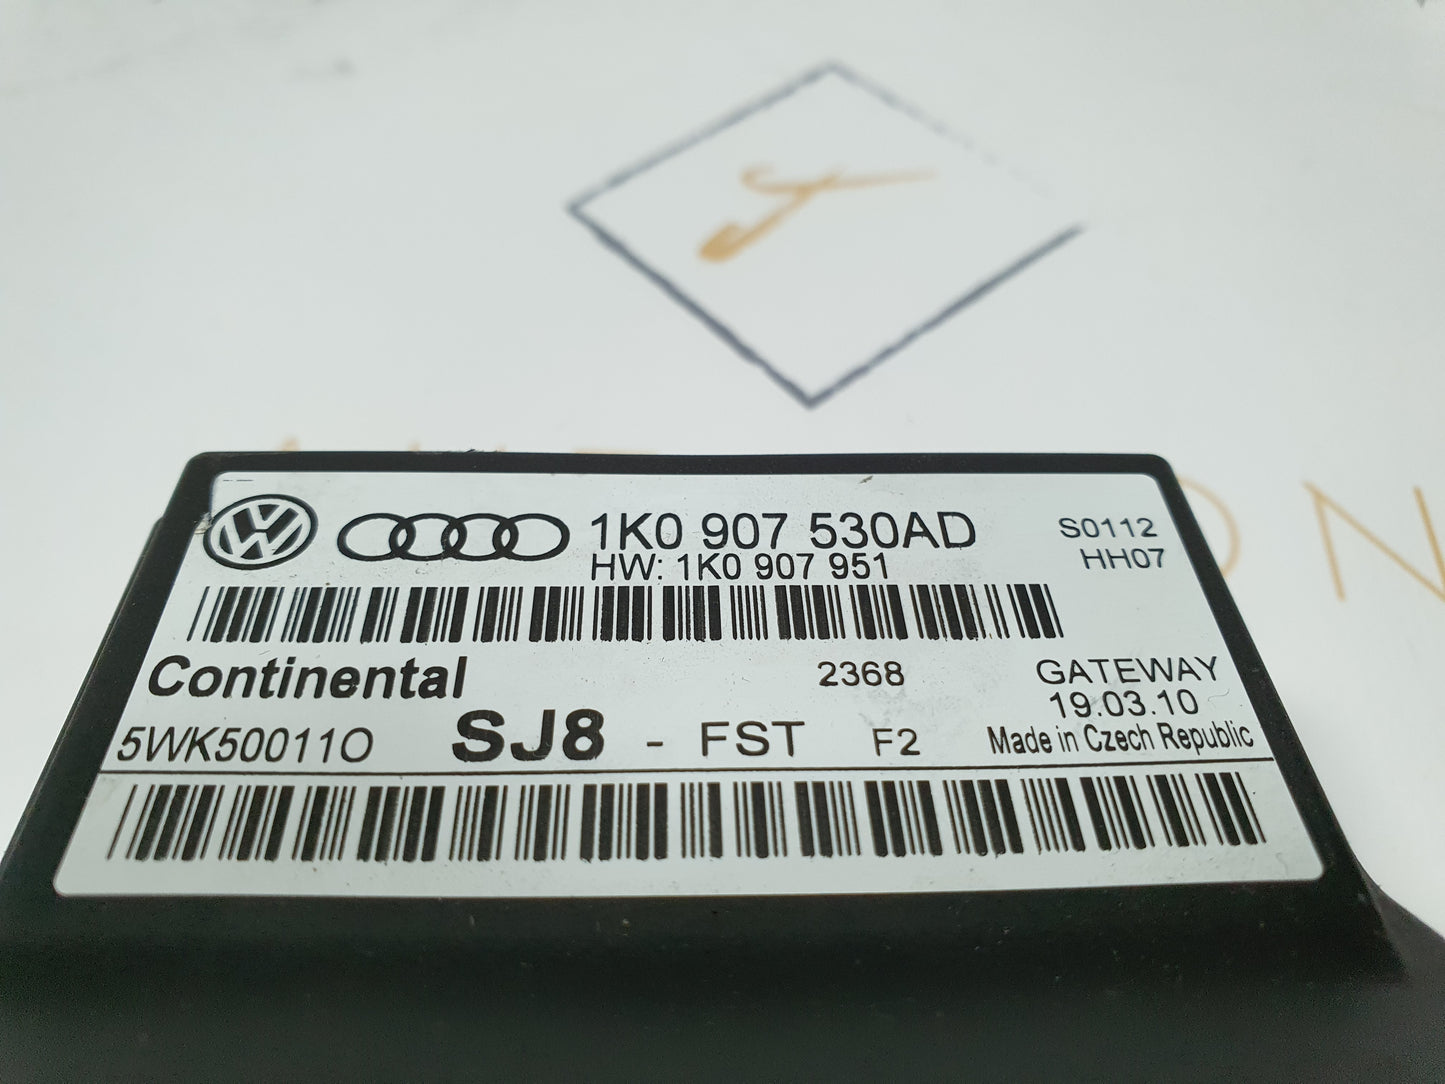 1K0 907 530AD S0112
HW: 1K0 907 951 HH07
Continental 2368 GATEWAY
19.03.10
5WK50011O SJ8 - FST F2 Made in Czech Republic